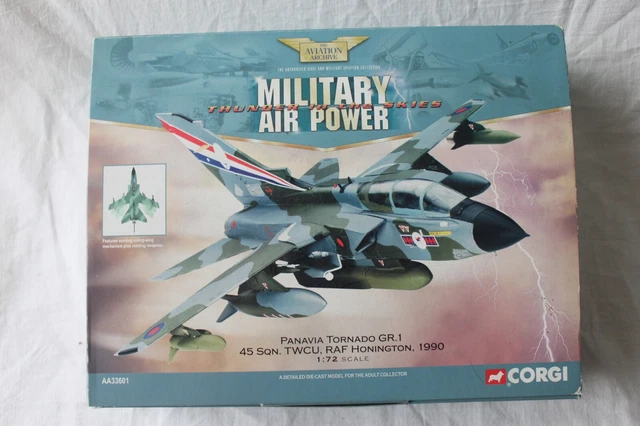 THE
AVIATION
ARCHIVE
MILITARY
THUNDER IN THE SKIES
AIR POWER
PANAVIA TORNADO GR.1
45 SQN. TWCU, RAF HONINGTON, 1990
1:72 SCALE
AA33601
A DETAILED DIE-CAST MODEL FOR THE ADULT COLLECTOR
CORGI